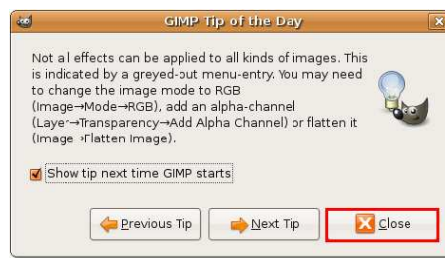 GIMP Tip of the Day
Not all effects can be applied to all kinds of images. This
is indicated by a greyed-out menu-entry. You may need
to change the image mode to RGB
(Image→Mode→RGB), add an alpha-channel
(Layer→Transparency→Add Alpha Channel) or flatten it
(Image→Flatten Image).
Show tip next time GIMP starts
Previous Tip
Next Tip
Close